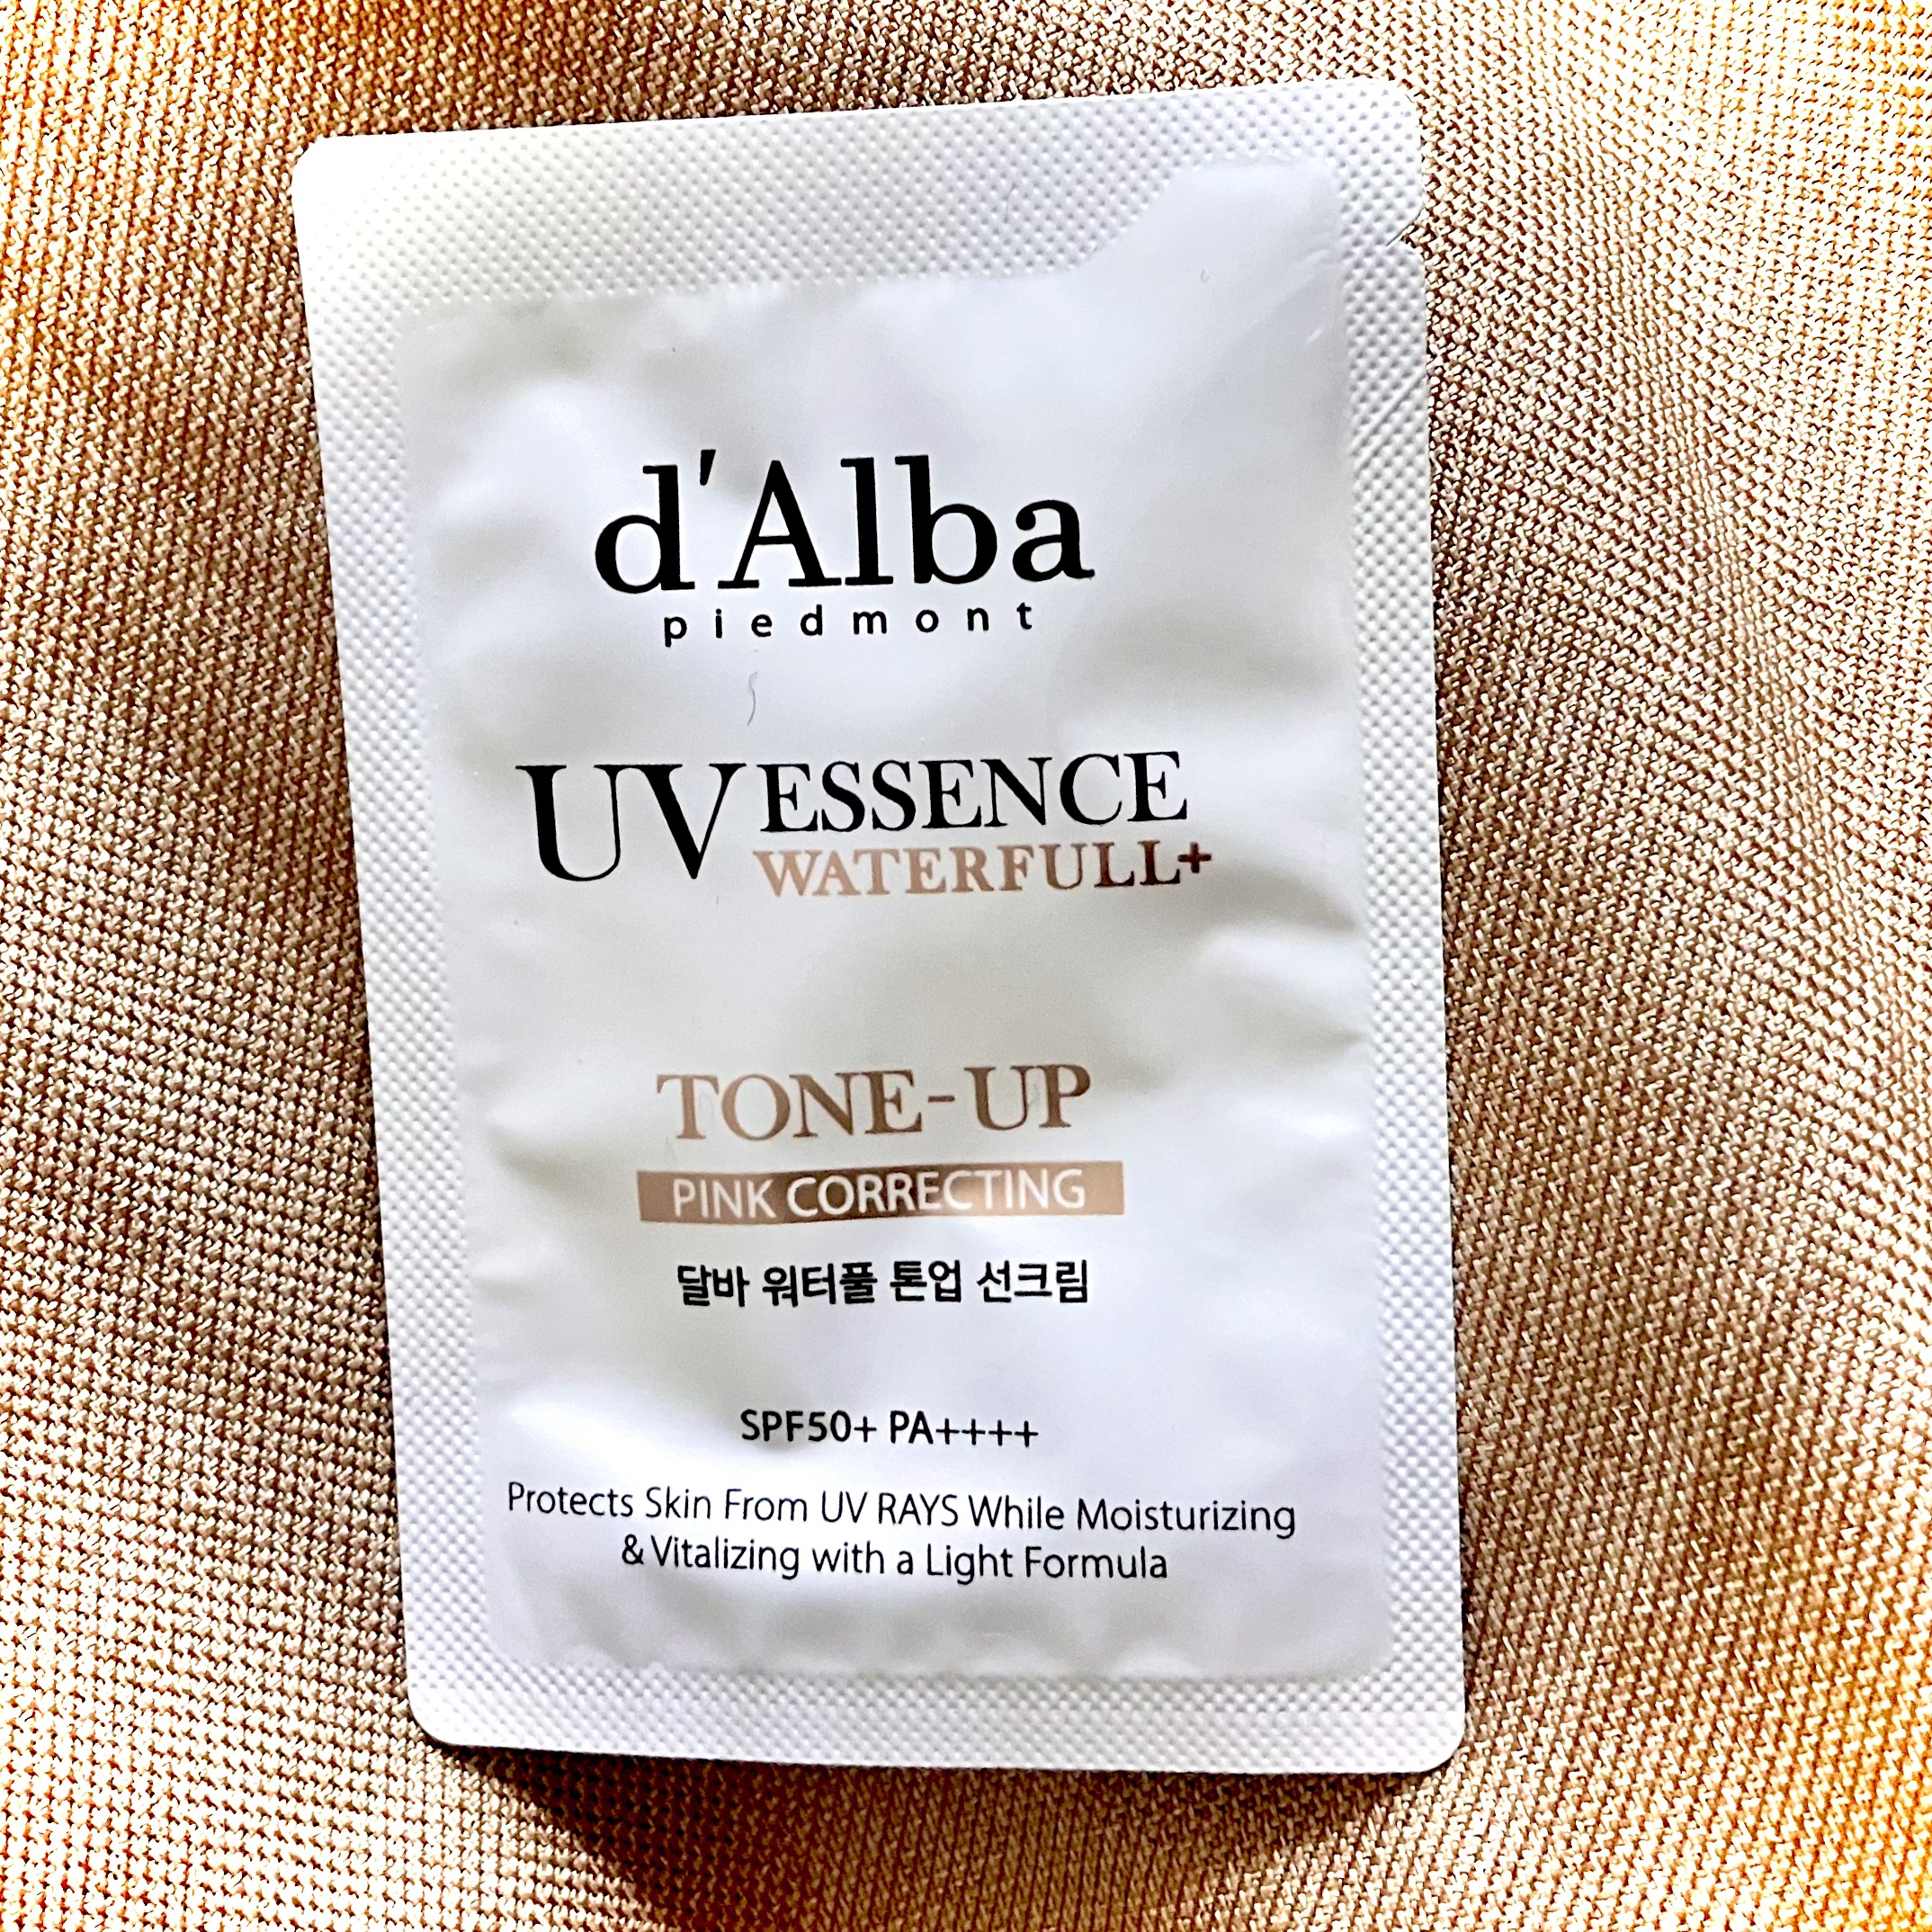 d'Alba
piedmont
UV ESSENCE
WATERFULL+
TONE-UP
PINK CORRECTING
달바 워터풀 톤업 선크림
SPF50+ PA++++
Protects Skin From UV RAYS While Moisturizing
& Vitalizing with a Light Formula